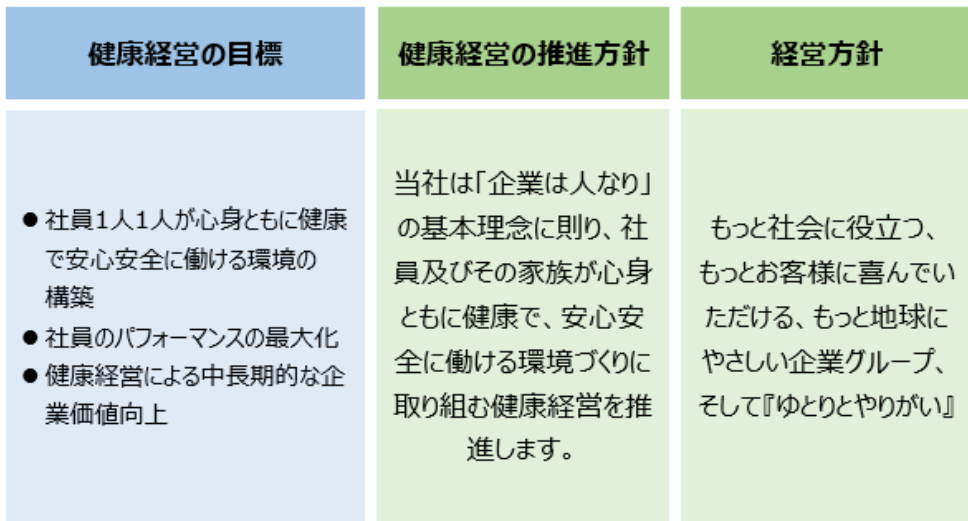 健康経営の目標
●社員1人1人が心身ともに健康
で安心安全に働ける環境の
構築
●社員のパフォーマンスの最大化
●健康経営による中長期的な企
業価値向上
健康経営の推進方針
当社は「企業は人なり」
の基本理念に則り、社
員及びその家族が心身
ともに健康で、安心安
全に働ける環境づくりに
取り組む健康経営を推
進します。
経営方針
もっと社会に役立つ、
もっとお客様に喜んでい
ただける、もっと地球に
やさしい企業グループ、
そして『ゆとりとやりがい』